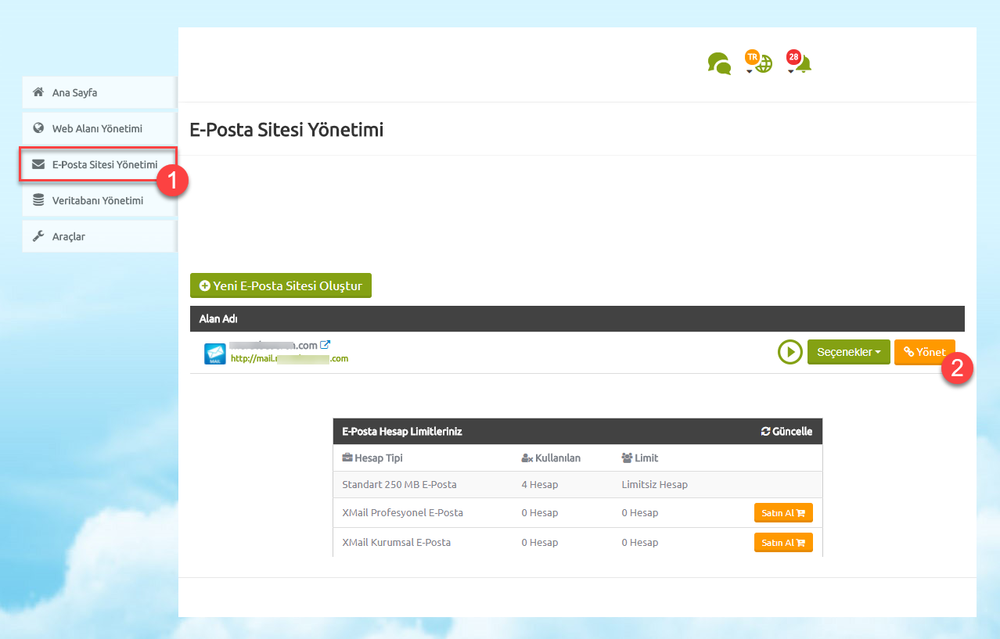 TR
28
Ana Sayfa
Web Alanı Yönetimi
E-Posta Sitesi Yönetimi
1
Veritabanı Yönetimi
Araçlar
E-Posta Sitesi Yönetimi
Yeni E-Posta Sitesi Oluştur
Alan Adı
.com
MAIL
http://mail. .com
Seçenekler
Yönet
2
E-Posta Hesap Limitleriniz Güncelle
Hesap Tipi Kullanılan Limit
Standart 250 MB E-Posta 4 Hesap Limitsiz Hesap
XMail Profesyonel E-Posta 0 Hesap 0 Hesap Satın Al
XMail Kurumsal E-Posta 0 Hesap 0 Hesap Satın Al